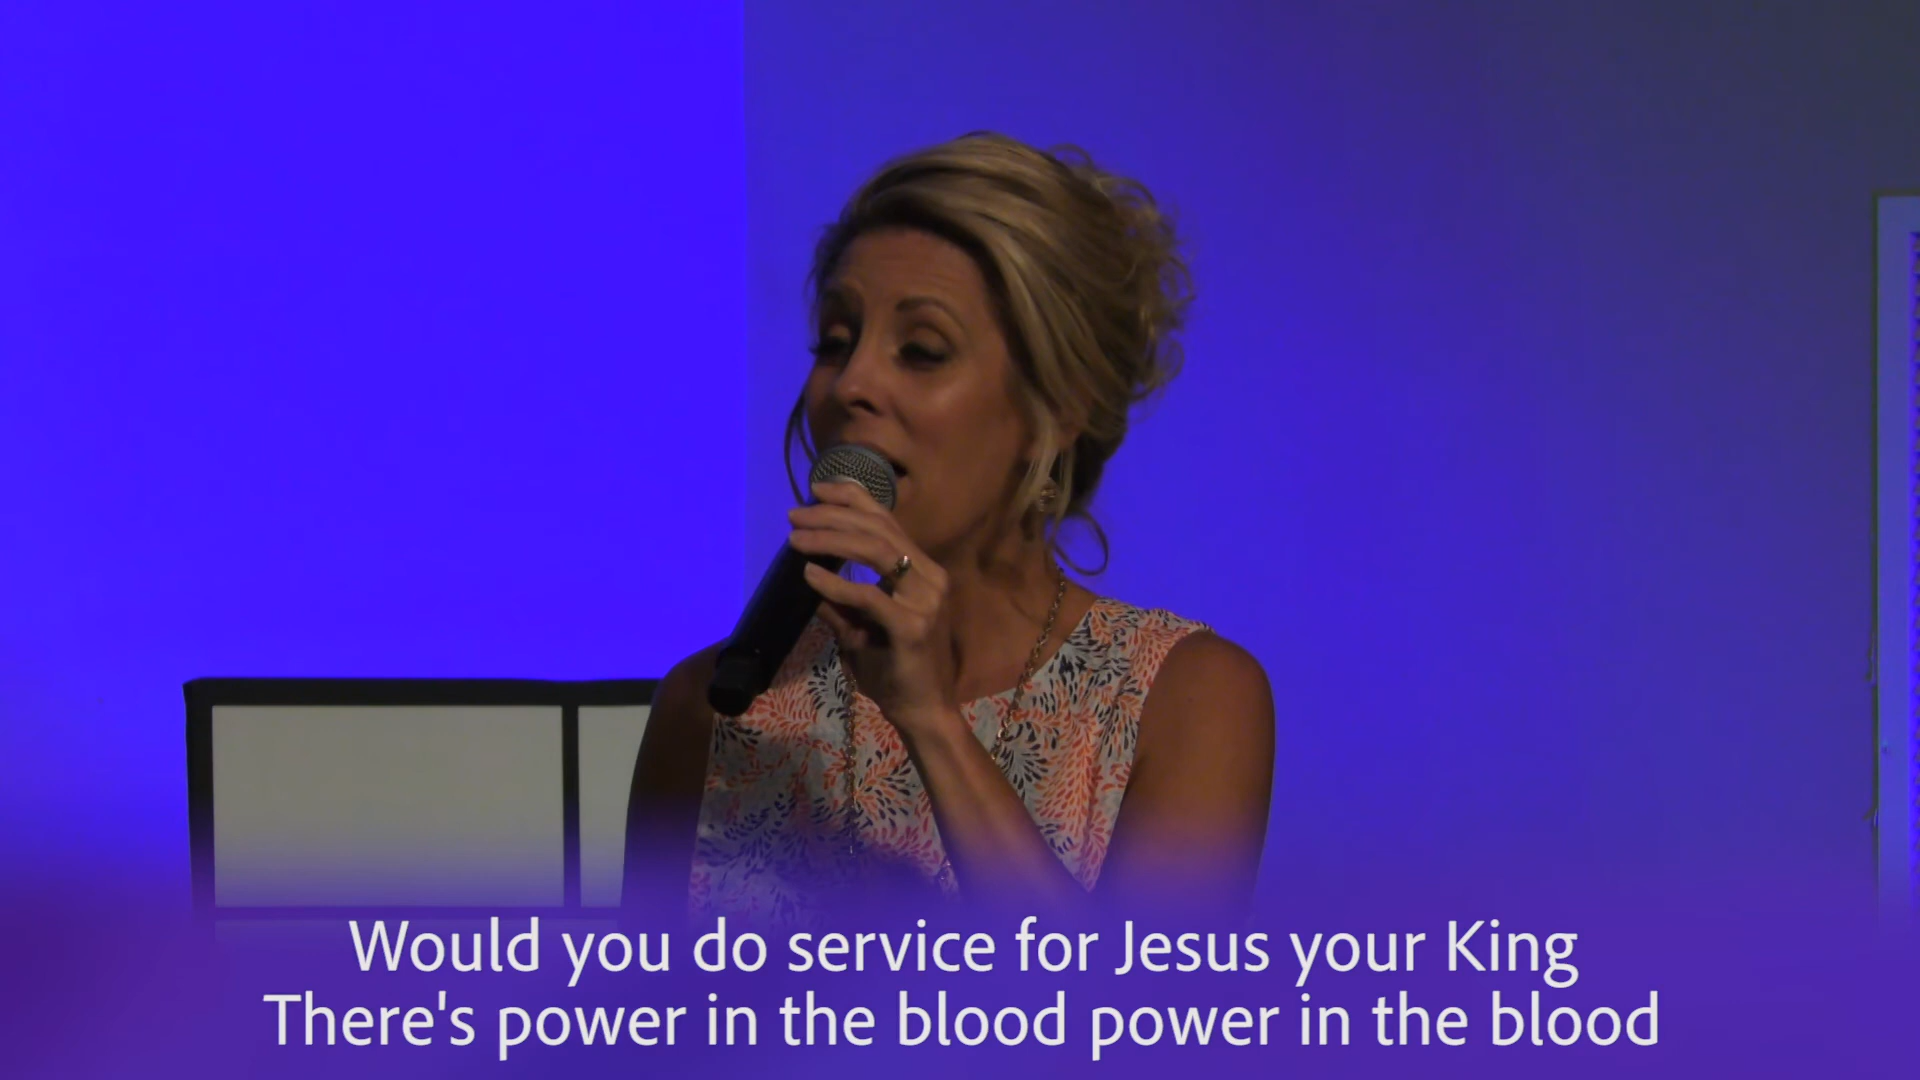 Would you do service for Jesus your King
There's power in the blood power in the blood